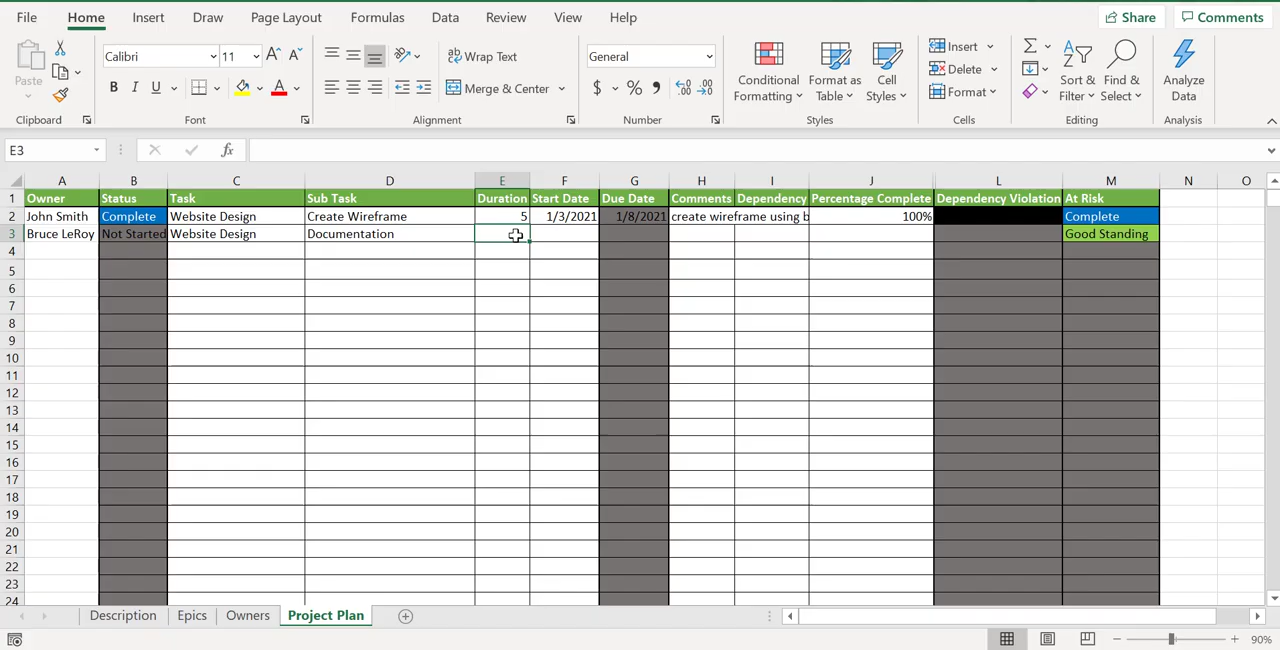 File Home Insert Draw Page Layout Formulas Data Review View Help Share Comments
Paste Calibri 11 A A Wrap Text General Conditional Formatting Format as Table Cell Styles Insert Sort & Filter Find & Select Analyze Data
B I U A Merge & Center $ % 9 .00 Delete
Format
Clipboard Font Alignment Number Styles Cells Editing Analysis
E3 fx
A B C D E F G H I J L M N O
1 Owner Status Task Sub Task Duration Start Date Due Date Comments Dependency Percentage Complete Dependency Violation At Risk
2 John Smith Complete Website Design Create Wireframe 5 1/3/2021 1/8/2021 create wireframe using b 100% Complete
3 Bruce LeRoy Not Started Website Design Documentation Good Standing
4
5
6
7
8
9
10
11
12
13
14
15
16
17
18
19
20
21
22
23
24
Description Epics Owners Project Plan
90%